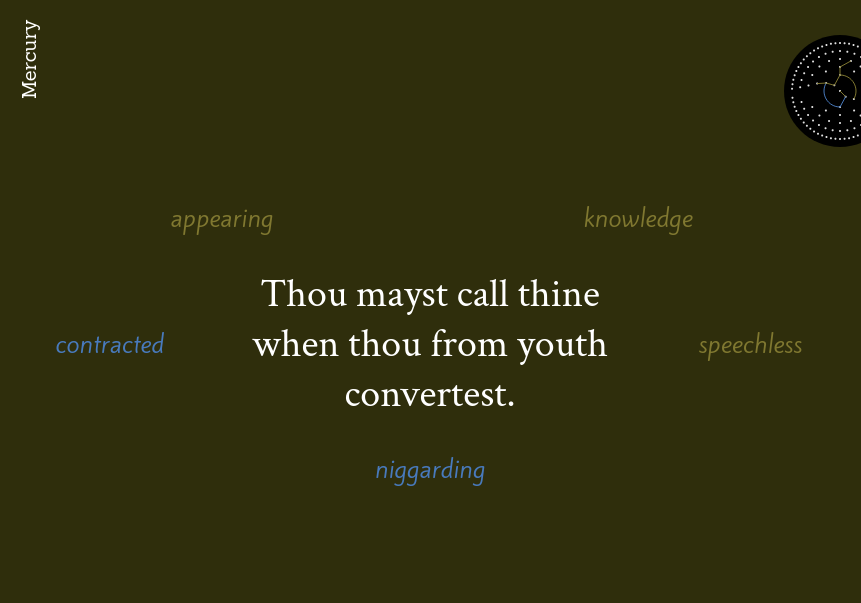 Mercury
appearing
knowledge
Thou mayst call thine
when thou from youth
convertest.
contracted
speechless
niggarding